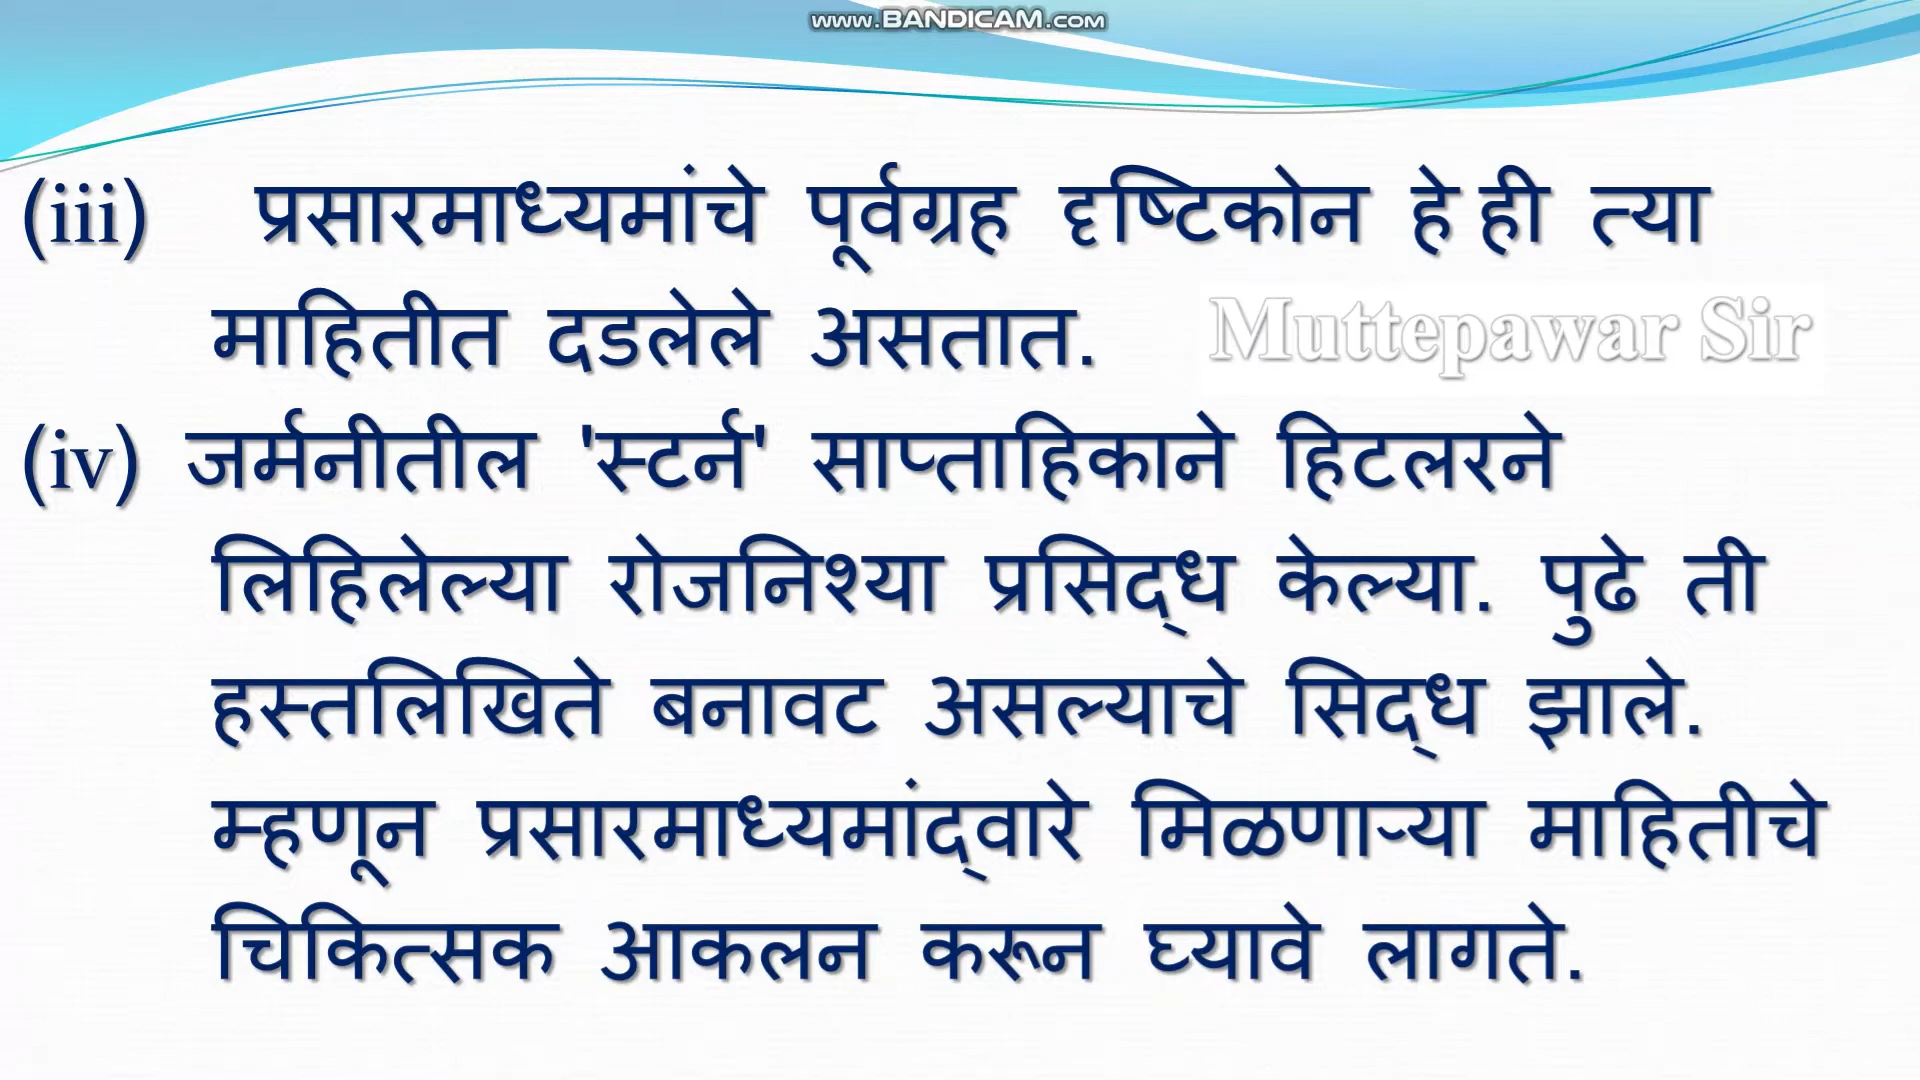 www.BANDICAM.com
(iii) प्रसारमाध्यमांचे पूर्वग्रह दृष्टिकोन हे ही त्या
माहितीत दडलेले असतात.
Muttepawar Sir
(iv) जर्मनीतील 'स्टर्न' साप्ताहिकाने हिटलरने
लिहिलेल्या रोजनिश्या प्रसिद्ध केल्या. पुढे ती
हस्तलिखिते बनावट असल्याचे सिद्ध झाले.
म्हणून प्रसारमाध्यमांद्वारे मिळणाऱ्या माहितीचे
चिकित्सक आकलन करून घ्यावे लागते.